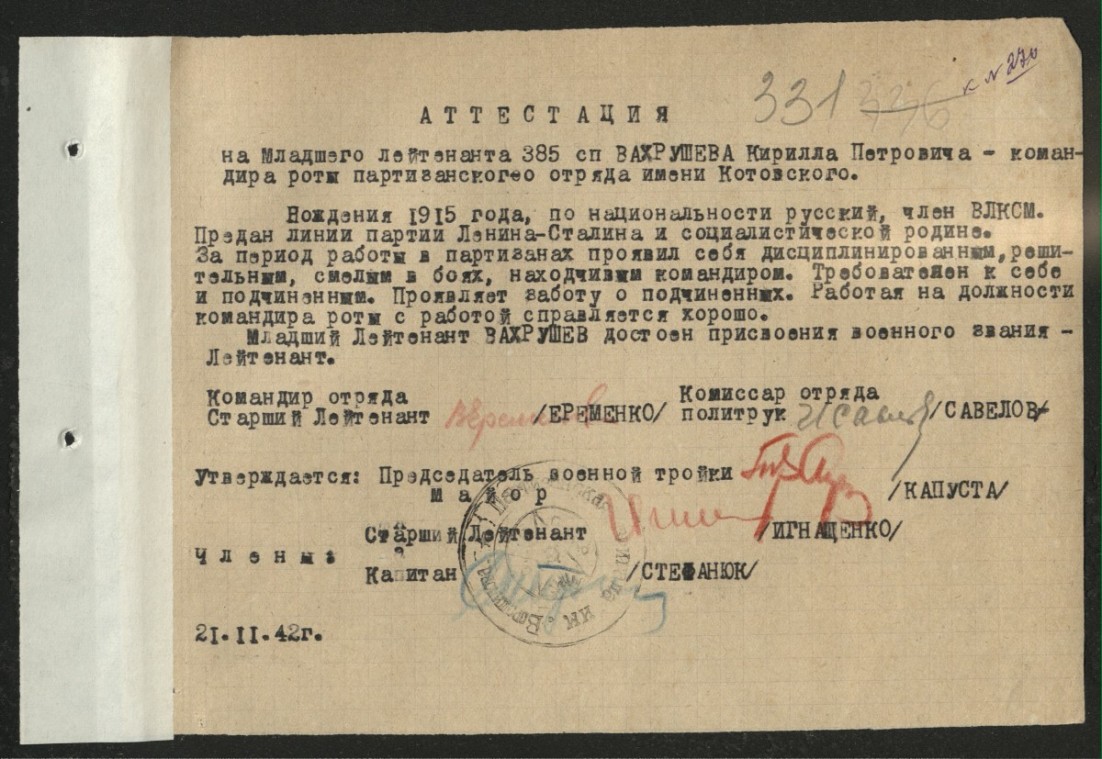 331 336 к № 270
АТТЕСТАЦИЯ
на Младшего лейтенанта 385 сп ВАХРУШЕВА Кирилла Петровича – коман-
дира роты партизанскогео отряда имени Котовского.
Рождения 1915 года, по национальности русский, член ВЛКСМ.
Предан линии партии Ленина-Сталина и социалистической родине.
За период работы в партизанах проявил себя дисциплинированным, реши-
тельным, смелым в боях, находчивым командиром. Требователен к себе
и подчиненным. Проявляет заботу о подчиненных. Работая на должности
командира роты с работой справляется хорошо.
Младший Лейтенант ВАХРУШЕВ достоен присвоения военного звания –
Лейтенант.
Командир отряда Комиссар отряда
Старший Лейтенант /ЕРЕМЕНКО/ политрук /САВЕЛОВ/
Утверждается: Председатель военной тройки
Майор /КАПУСТА/
Старший Лейтенант /ИГНАЩЕНКО/
Члены:
Капитан /СТЕФАНЮК/
21.11.42г.